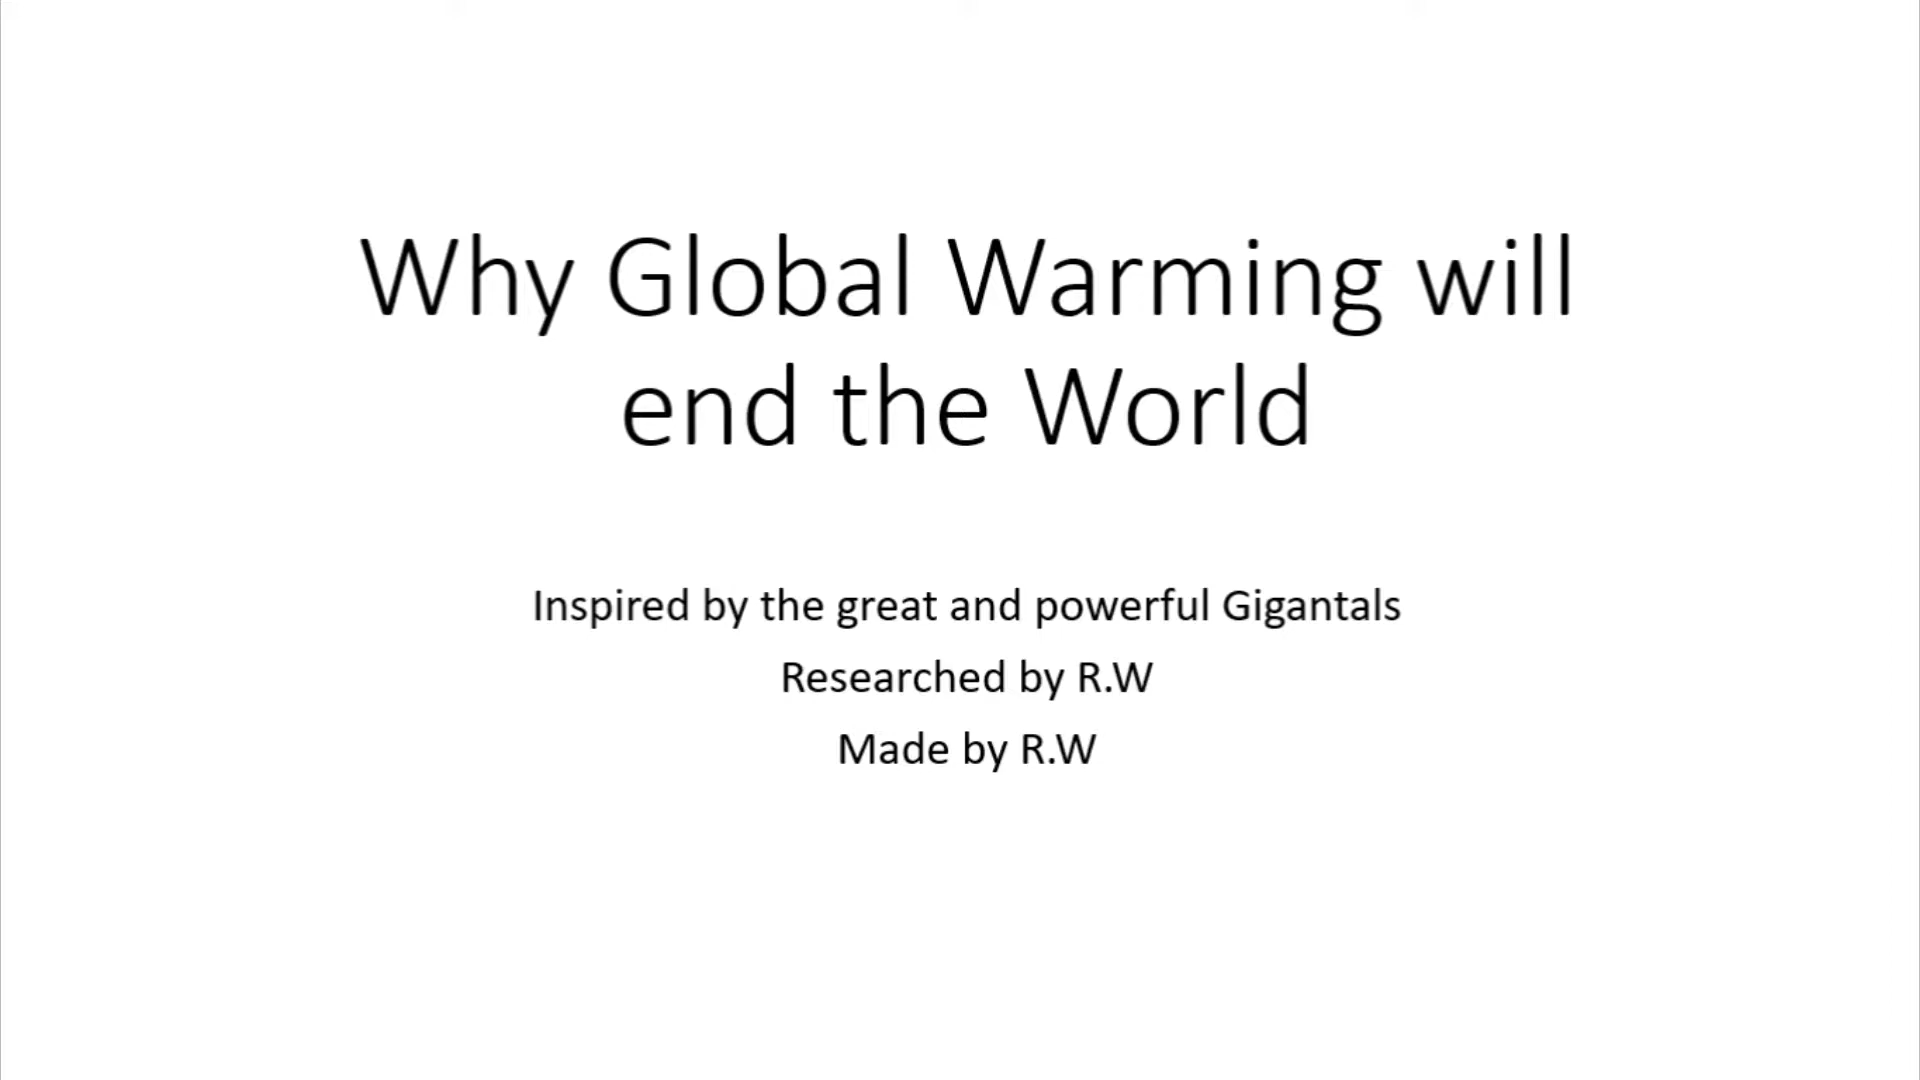 Why Global Warming will
end the World
Inspired by the great and powerful Gigantals
Researched by R.W
Made by R.W